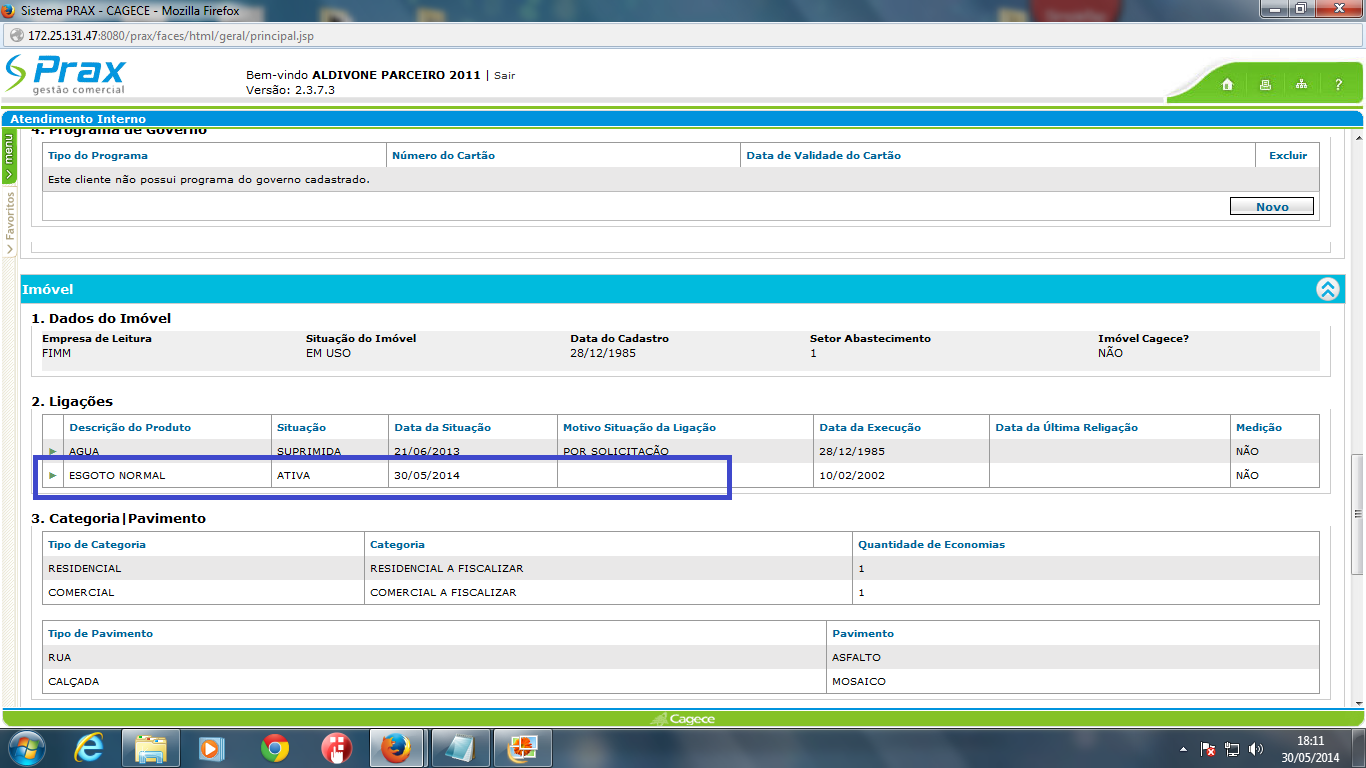 Sistema PRAX - CAGECE - Mozilla Firefox
172.25.131.47:8080/prax/faces/html/geral/principal.jsp
Prax
gestão comercial
Bem-vindo ALDIVONE PARCEIRO 2011 | Sair
Versão: 2.3.7.3
?
Atendimento Interno
menu
Favoritos
4. Programa de Governo
Tipo do Programa Número do Cartão Data de Validade do Cartão Excluir
Este cliente não possui programa do governo cadastrado.
Novo
Imóvel
1. Dados do Imóvel
Empresa de Leitura Situação do Imóvel Data do Cadastro Setor Abastecimento Imóvel Cagece?
FIMM EM USO 28/12/1985 1 NÃO
2. Ligações
Descrição do Produto Situação Data da Situação Motivo Situação da Ligação Data da Execução Data da Última Religação Medição
AGUA SUPRIMIDA 21/06/2013 POR SOLICITAÇÃO 28/12/1985 NÃO
ESGOTO NORMAL ATIVA 30/05/2014 10/02/2002 NÃO
3. Categoria|Pavimento
Tipo de Categoria Categoria Quantidade de Economias
RESIDENCIAL RESIDENCIAL A FISCALIZAR 1
COMERCIAL COMERCIAL A FISCALIZAR 1
Tipo de Pavimento Pavimento
RUA ASFALTO
CALÇADA MOSAICO
Cagece
18:11
30/05/2014